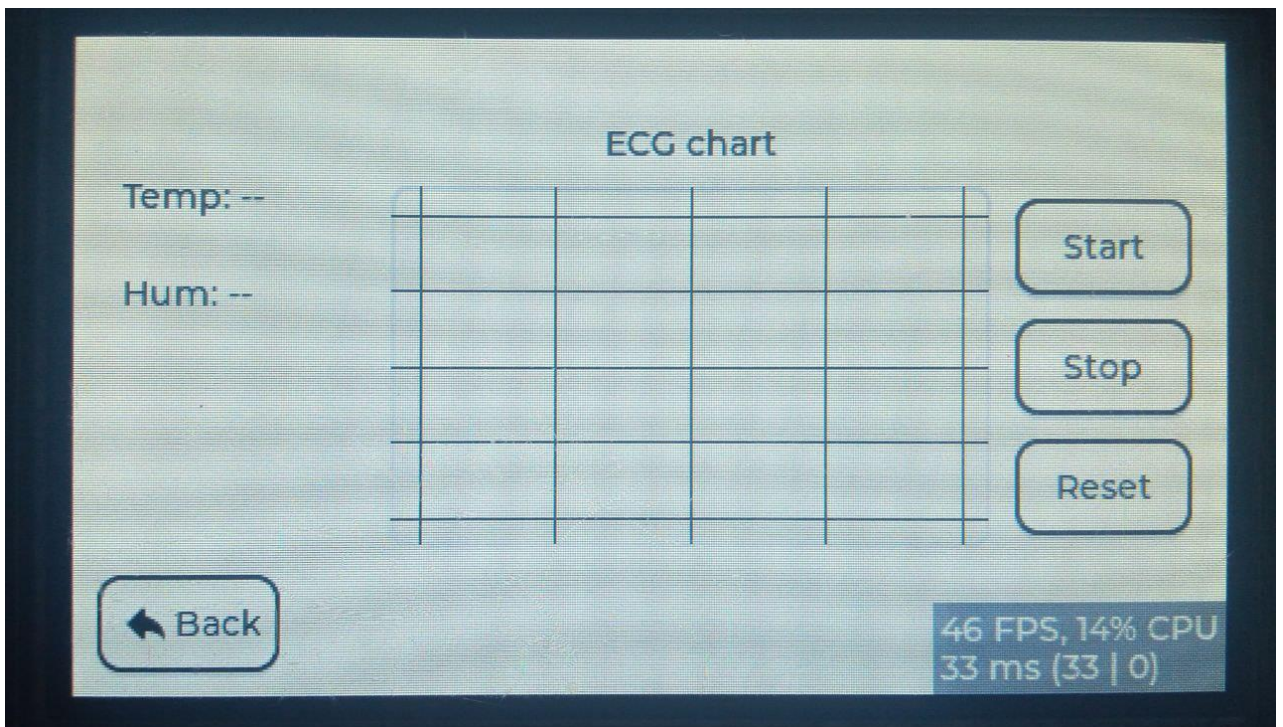 ECG chart
Temp: --
Hum: --
Start
Stop
Reset
Back
46 FPS, 14% CPU
33 ms (33 | 0)